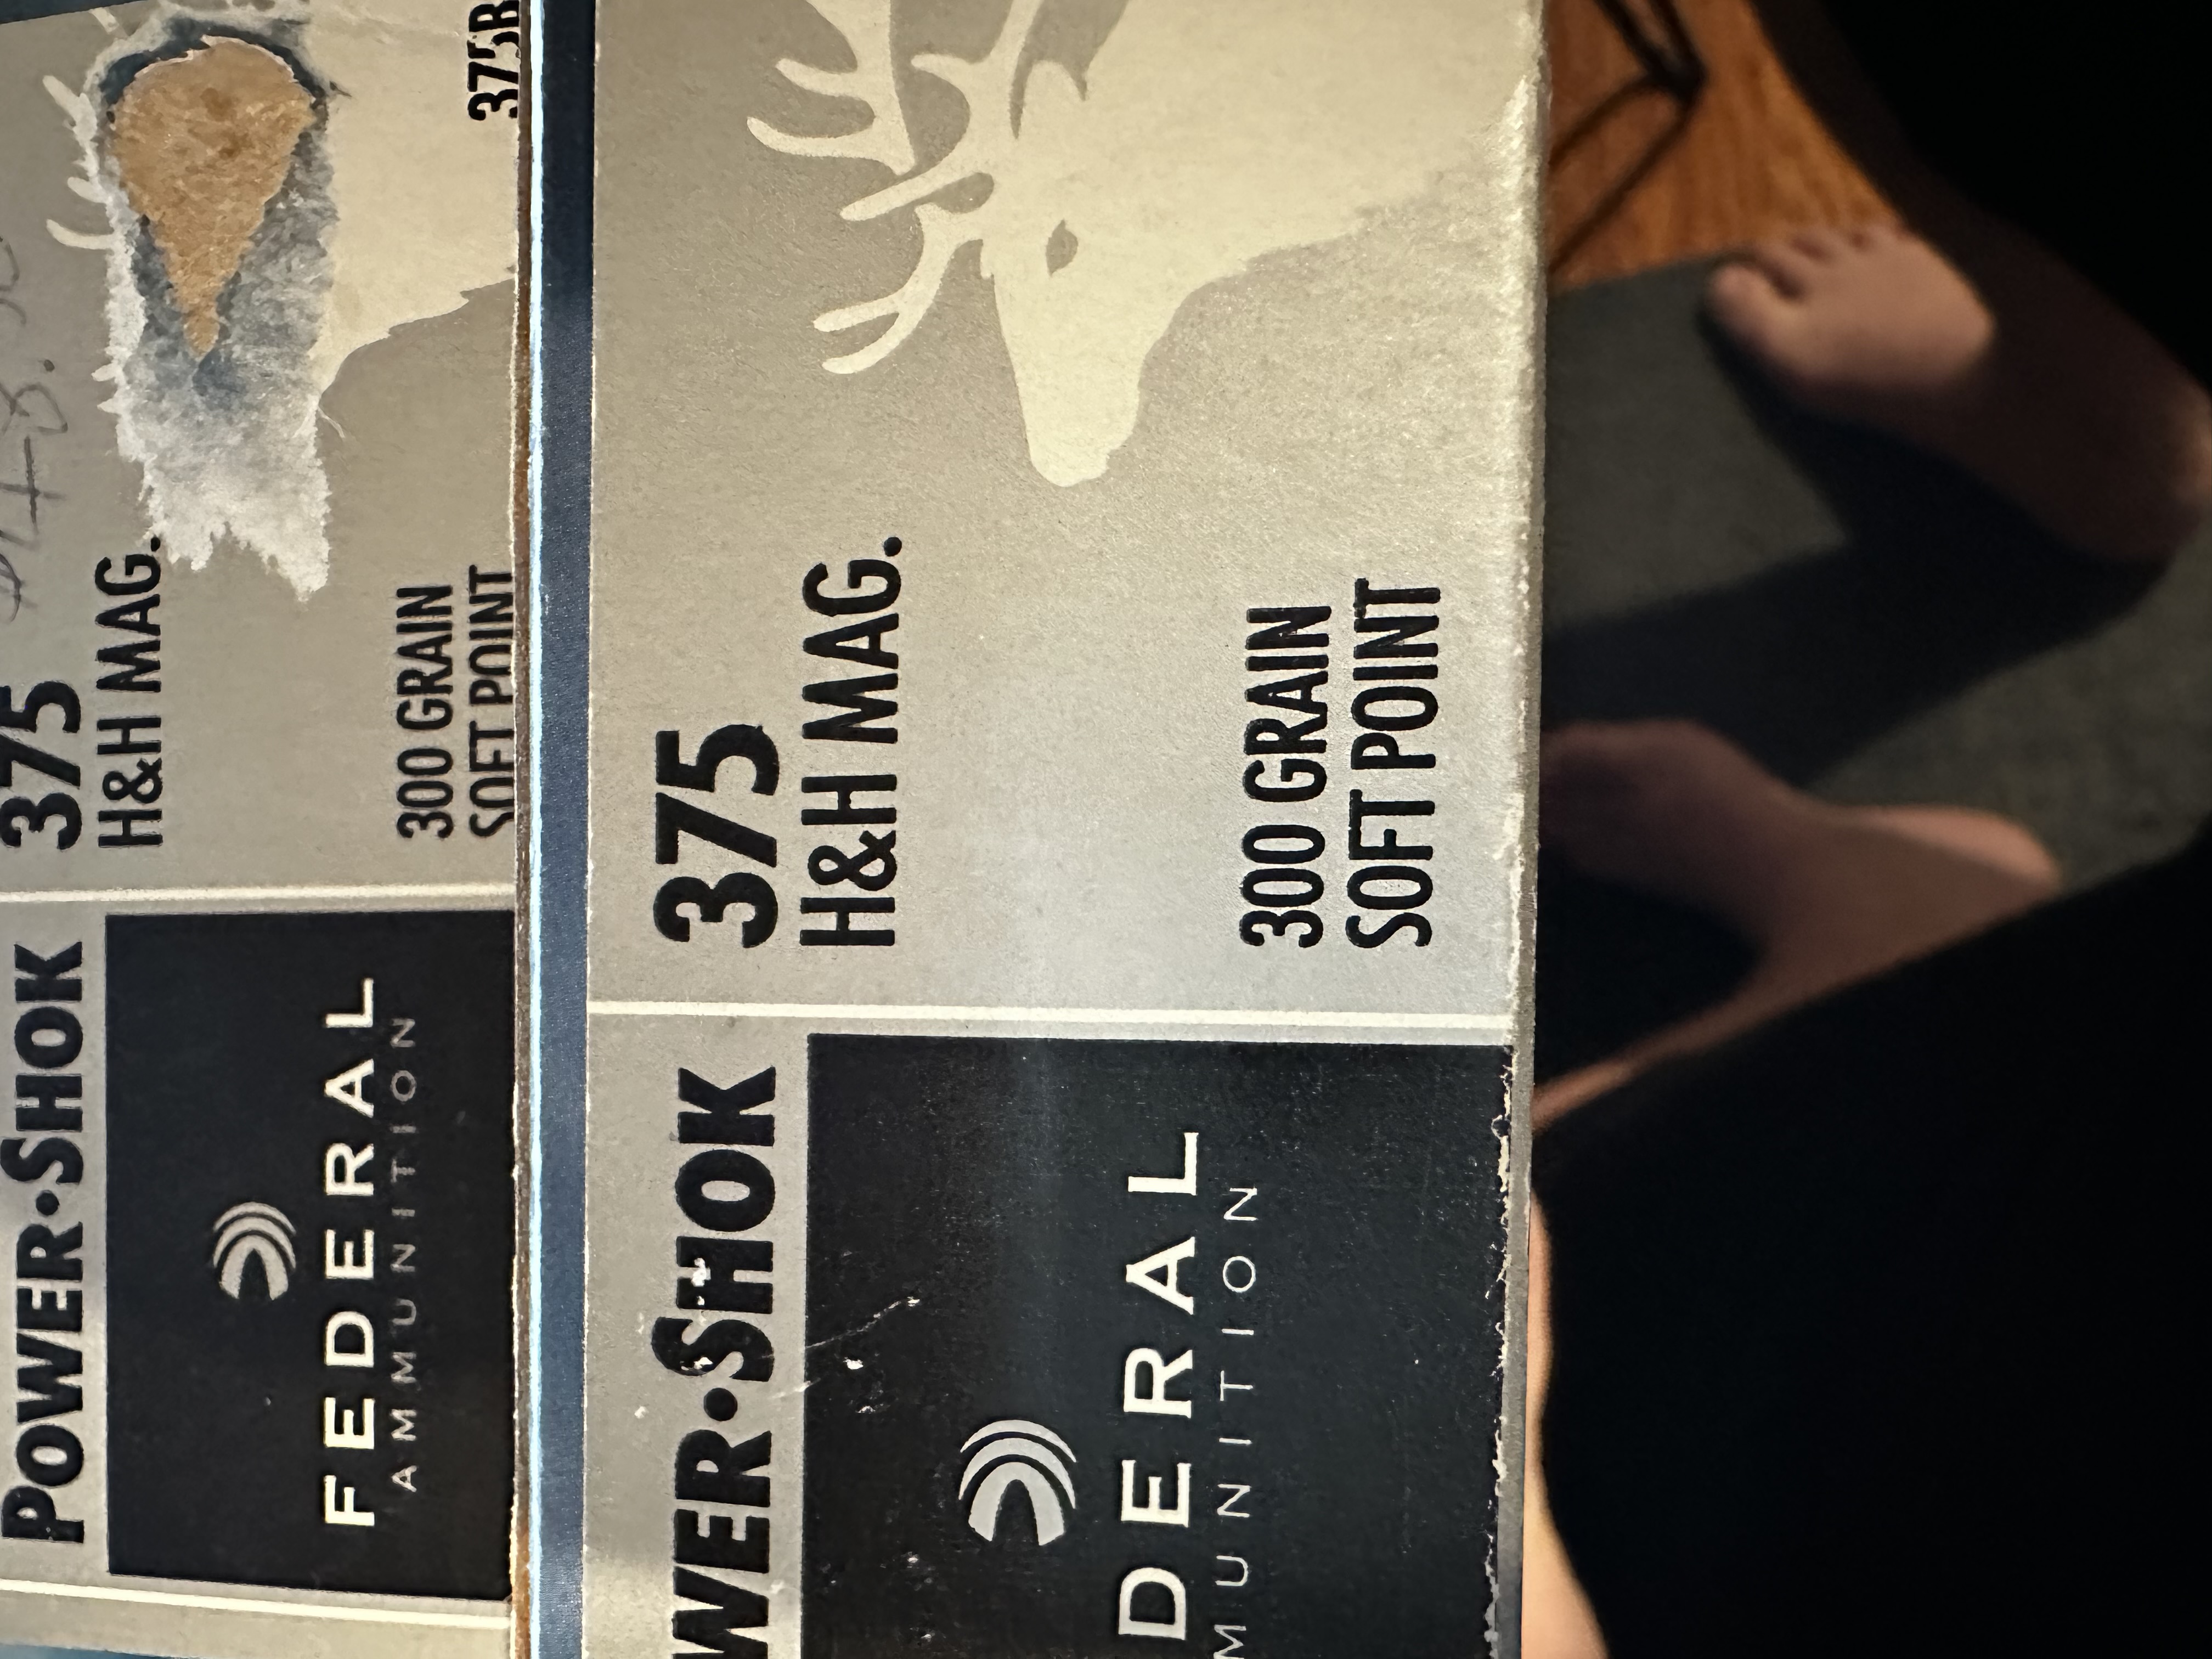 375B
375
H&H MAG.
300 GRAIN
SOFT POINT
POWER•SHOK
FEDERAL
AMMUNITION
375
H&H MAG.
300 GRAIN
SOFT POINT
WER•SHOK
DERAL
MUNITION